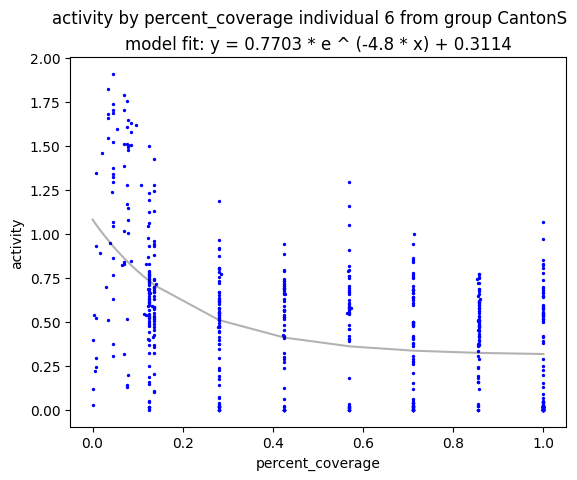 activity by percent_coverage individual 6 from group CantonS
model fit: y = 0.7703 * e ^ (-4.8 * x) + 0.3114
2.00
1.75
1.50
1.25
1.00
0.75
0.50
0.25
0.00
activity
0.0 0.2 0.4 0.6 0.8 1.0
percent_coverage